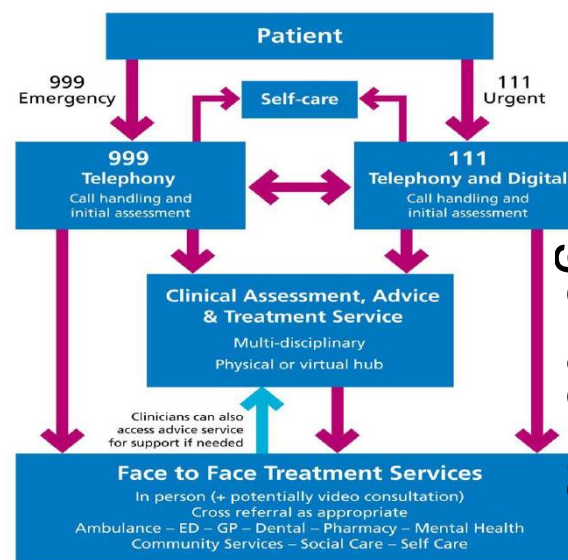 Patient
999
Emergency
111
Urgent
Self-care
999
Telephony
Call handling and
initial assessment
111
Telephony and Digital
Call handling and
initial assessment
Clinical Assessment, Advice
& Treatment Service
Multi-disciplinary
Physical or virtual hub
Clinicians can also
access advice service
for support if needed
Face to Face Treatment Services
In person (+ potentially video consultation)
Cross referral as appropriate
Ambulance – ED – GP – Dental – Pharmacy – Mental Health
Community Services – Social Care – Self Care